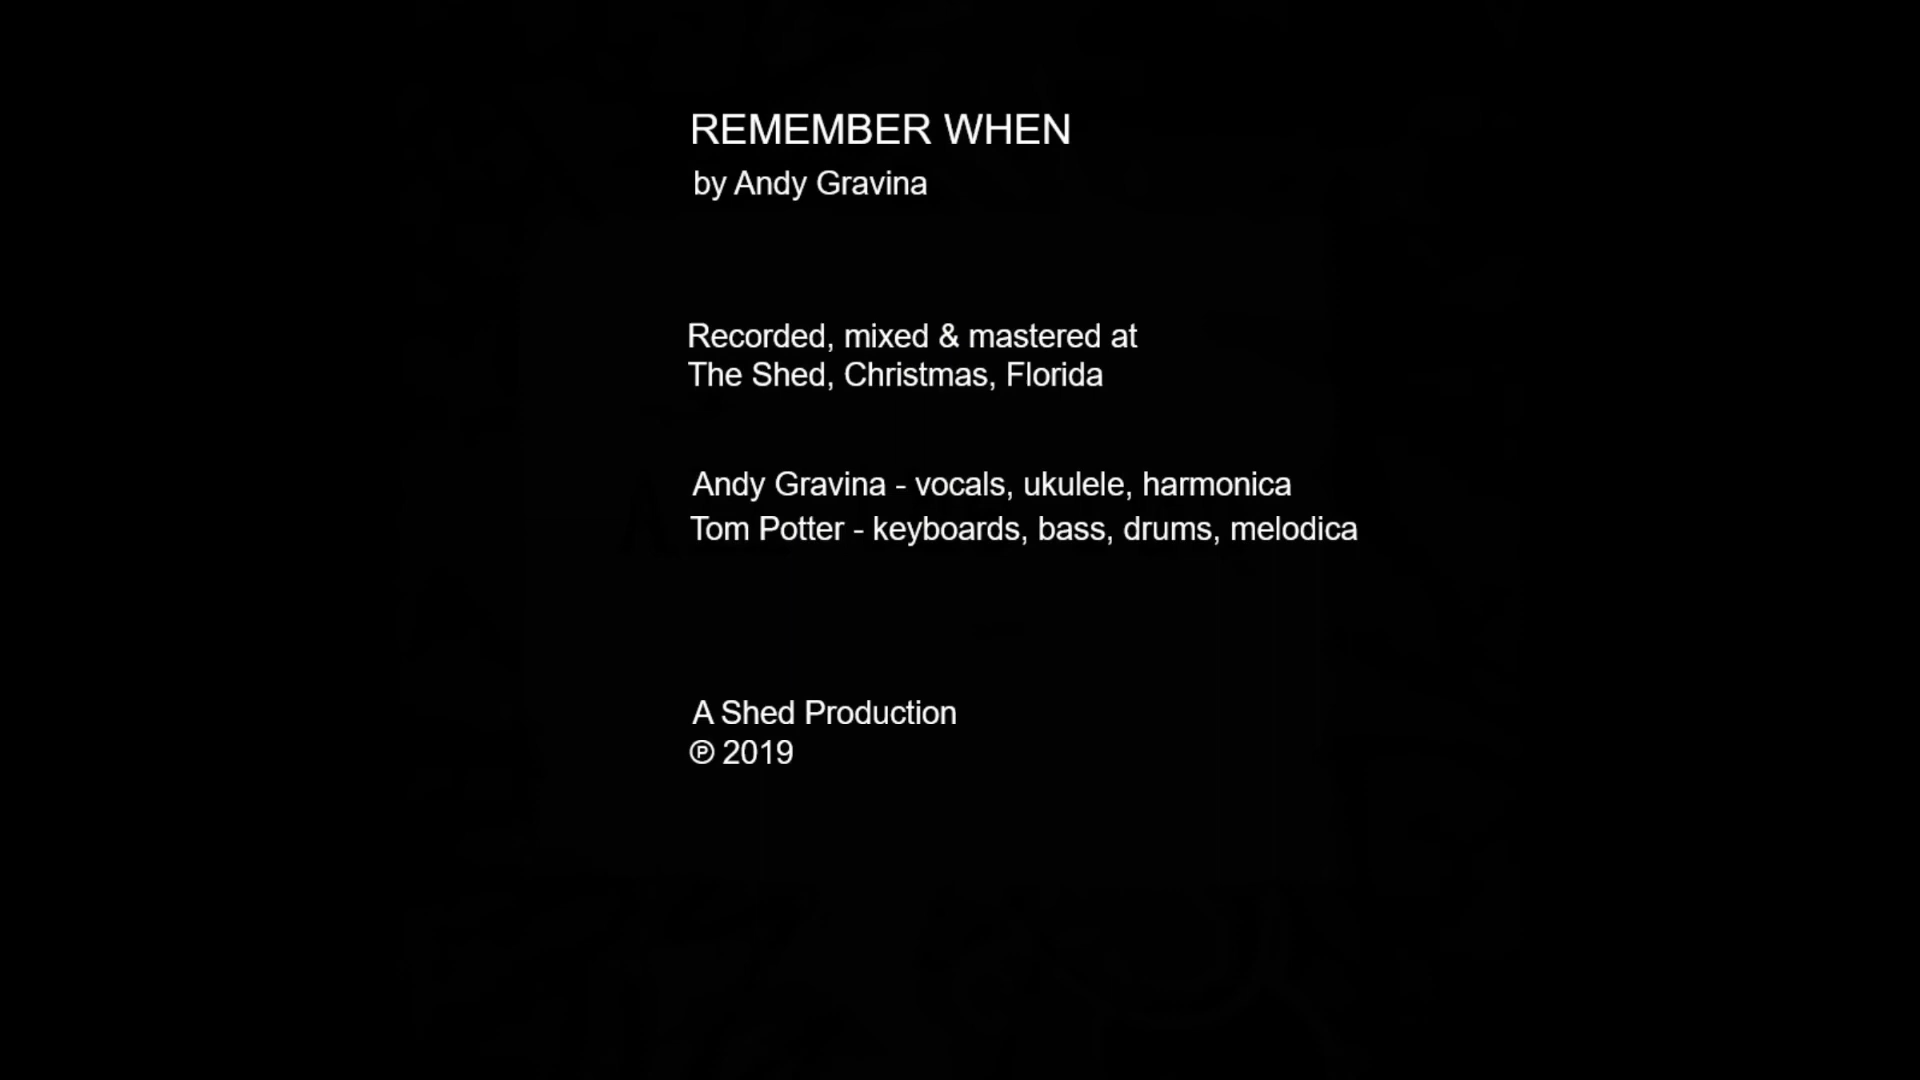 REMEMBER WHEN
by Andy Gravina
Recorded, mixed & mastered at
The Shed, Christmas, Florida
Andy Gravina - vocals, ukulele, harmonica
Tom Potter - keyboards, bass, drums, melodica
A Shed Production
℗ 2019